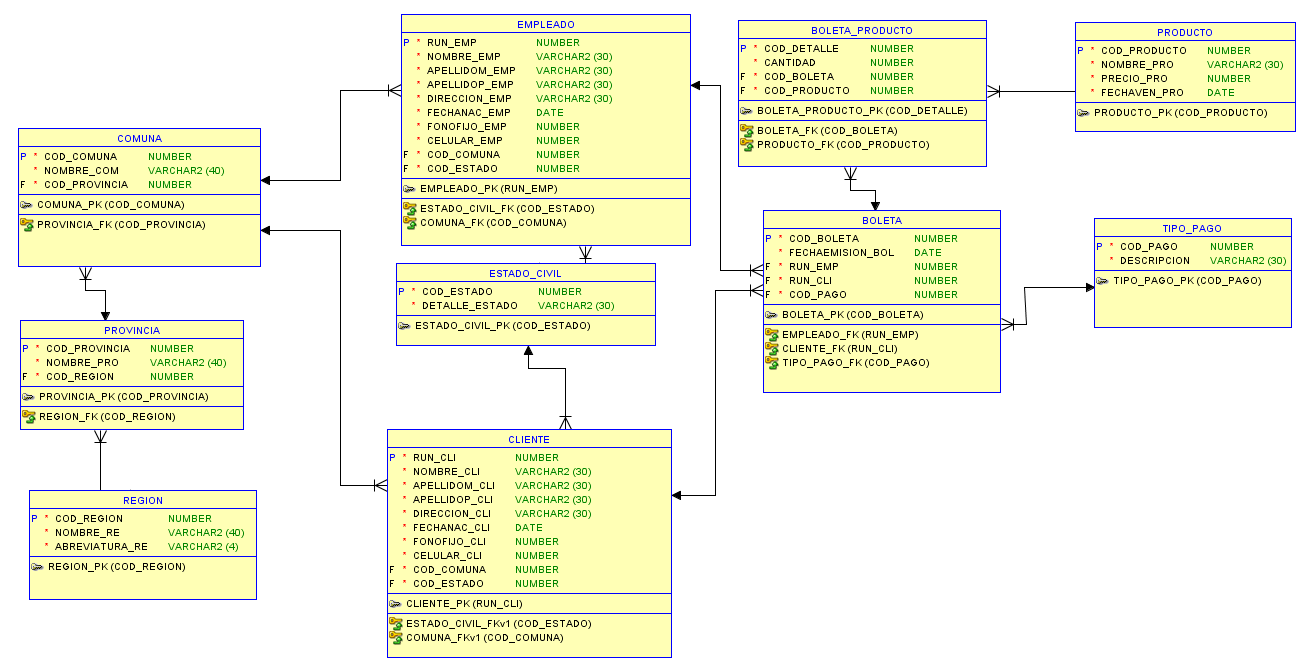 EMPLEADO
P * RUN_EMP NUMBER
* NOMBRE_EMP VARCHAR2 (30)
* APELLIDOM_EMP VARCHAR2 (30)
* APELLIDOP_EMP VARCHAR2 (30)
* DIRECCION_EMP VARCHAR2 (30)
* FECHANAC_EMP DATE
* FONOFIJO_EMP NUMBER
* CELULAR_EMP NUMBER
F * COD_COMUNA NUMBER
F * COD_ESTADO NUMBER
EMPLEADO_PK (RUN_EMP)
ESTADO_CIVIL_FK (COD_ESTADO)
COMUNA_FK (COD_COMUNA)
BOLETA_PRODUCTO
P * COD_DETALLE NUMBER
* CANTIDAD NUMBER
F * COD_BOLETA NUMBER
F * COD_PRODUCTO NUMBER
BOLETA_PRODUCTO_PK (COD_DETALLE)
BOLETA_FK (COD_BOLETA)
PRODUCTO_FK (COD_PRODUCTO)
PRODUCTO
P * COD_PRODUCTO NUMBER
* NOMBRE_PRO VARCHAR2 (30)
* PRECIO_PRO NUMBER
* FECHAVEN_PRO DATE
PRODUCTO_PK (COD_PRODUCTO)
COMUNA
P * COD_COMUNA NUMBER
* NOMBRE_COM VARCHAR2 (40)
F * COD_PROVINCIA NUMBER
COMUNA_PK (COD_COMUNA)
PROVINCIA_FK (COD_PROVINCIA)
BOLETA
P * COD_BOLETA NUMBER
* FECHAEMISION_BOL DATE
F * RUN_EMP NUMBER
F * RUN_CLI NUMBER
F * COD_PAGO NUMBER
BOLETA_PK (COD_BOLETA)
EMPLEADO_FK (RUN_EMP)
CLIENTE_FK (RUN_CLI)
TIPO_PAGO_FK (COD_PAGO)
TIPO_PAGO
P * COD_PAGO NUMBER
* DESCRIPCION VARCHAR2 (30)
TIPO_PAGO_PK (COD_PAGO)
ESTADO_CIVIL
P * COD_ESTADO NUMBER
* DETALLE_ESTADO VARCHAR2 (30)
ESTADO_CIVIL_PK (COD_ESTADO)
PROVINCIA
P * COD_PROVINCIA NUMBER
* NOMBRE_PRO VARCHAR2 (40)
F * COD_REGION NUMBER
PROVINCIA_PK (COD_PROVINCIA)
REGION_FK (COD_REGION)
CLIENTE
P * RUN_CLI NUMBER
* NOMBRE_CLI VARCHAR2 (30)
* APELLIDOM_CLI VARCHAR2 (30)
* APELLIDOP_CLI VARCHAR2 (30)
* DIRECCION_CLI VARCHAR2 (30)
* FECHANAC_CLI DATE
* FONOFIJO_CLI NUMBER
* CELULAR_CLI NUMBER
F * COD_COMUNA NUMBER
F * COD_ESTADO NUMBER
CLIENTE_PK (RUN_CLI)
ESTADO_CIVIL_FKv1 (COD_ESTADO)
COMUNA_FKv1 (COD_COMUNA)
REGION
P * COD_REGION NUMBER
* NOMBRE_RE VARCHAR2 (40)
* ABREVIATURA_RE VARCHAR2 (4)
REGION_PK (COD_REGION)